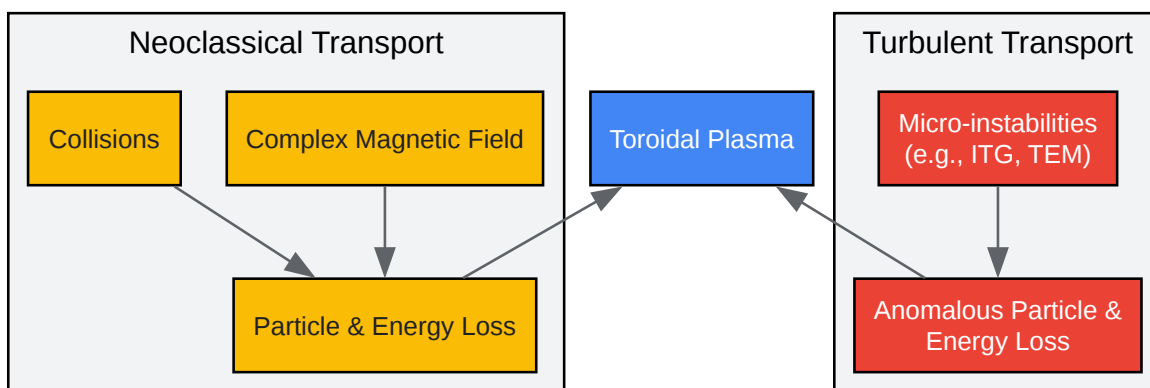 Neoclassical Transport
Turbulent Transport
Collisions
Complex Magnetic Field
Toroidal Plasma
Micro-instabilities
(e.g., ITG, TEM)
Particle & Energy Loss
Anomalous Particle &
Energy Loss